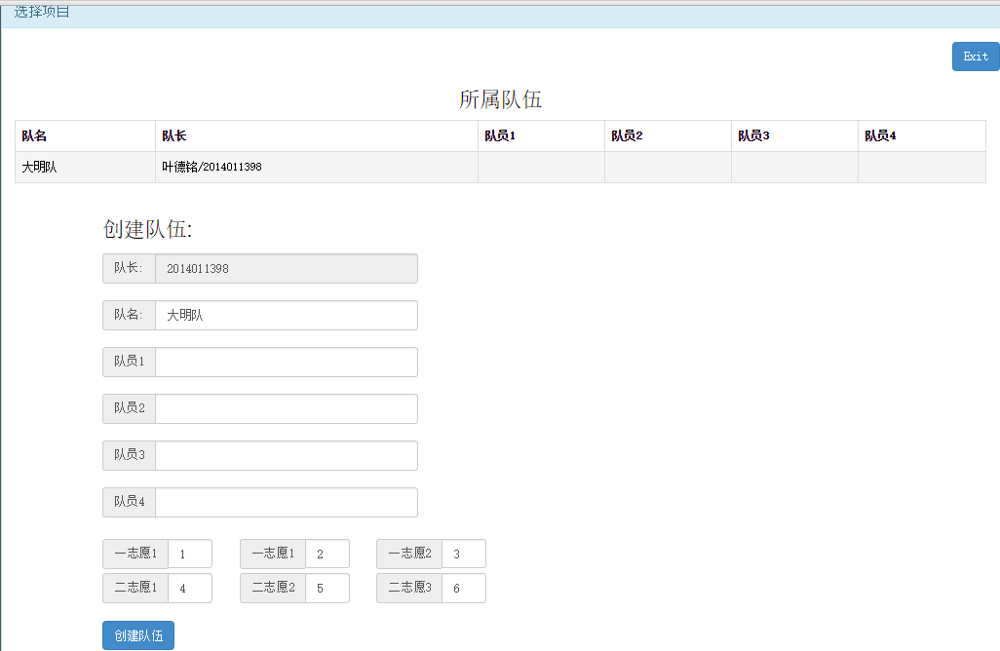 选择项目
Exit
所属队伍
队名 队长 队员1 队员2 队员3 队员4
大明队 叶德铭/2014011398
创建队伍:
队长: 2014011398
队名: 大明队
队员1
队员2
队员3
队员4
一志愿1 1 一志愿1 2 一志愿2 3
二志愿1 4 二志愿2 5 二志愿3 6
创建队伍